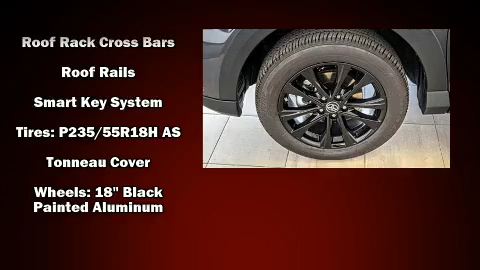 Roof Rack Cross Bars
Roof Rails
Smart Key System
Tires: P235/55R18H AS
Tonneau Cover
Wheels: 18" Black
Painted Aluminum